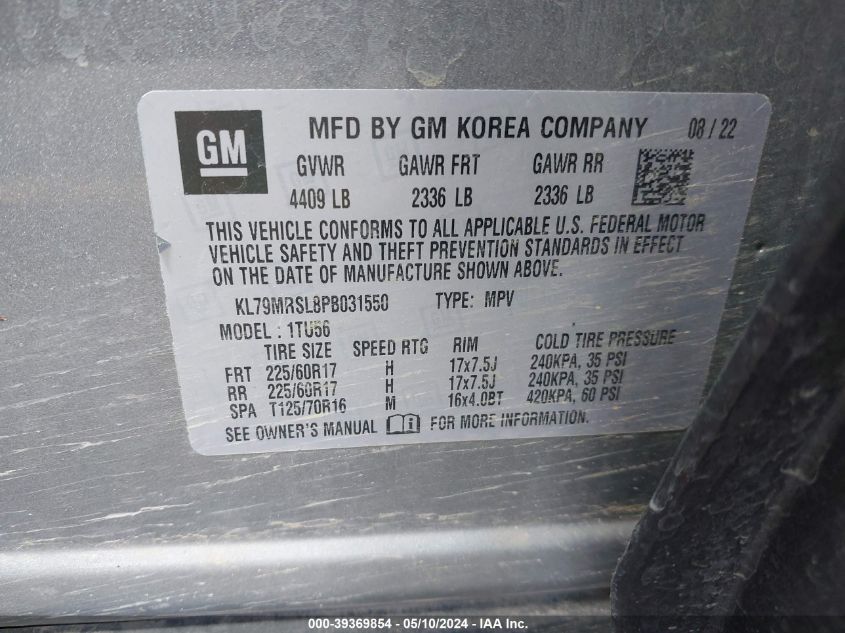 GM
MFD BY GM KOREA COMPANY 08 / 22
GVWR GAWR FRT GAWR RR
4409 LB 2336 LB 2336 LB
THIS VEHICLE CONFORMS TO ALL APPLICABLE U.S. FEDERAL MOTOR
VEHICLE SAFETY AND THEFT PREVENTION STANDARDS IN EFFECT
ON THE DATE OF MANUFACTURE SHOWN ABOVE.
KL79MRSL8PB031550 TYPE: MPV
MODEL : 1TU56
TIRE SIZE SPEED RTG RIM COLD TIRE PRESSURE
FRT 225/60R17 H 17x7.5J 240KPA, 35 PSI
RR 225/60R17 H 17x7.5J 240KPA, 35 PSI
SPA T125/70R16 M 16x4.0BT 420KPA, 60 PSI
SEE OWNER'S MANUAL i FOR MORE INFORMATION.
000-39369854 - 05/10/2024 - IAAI Inc.